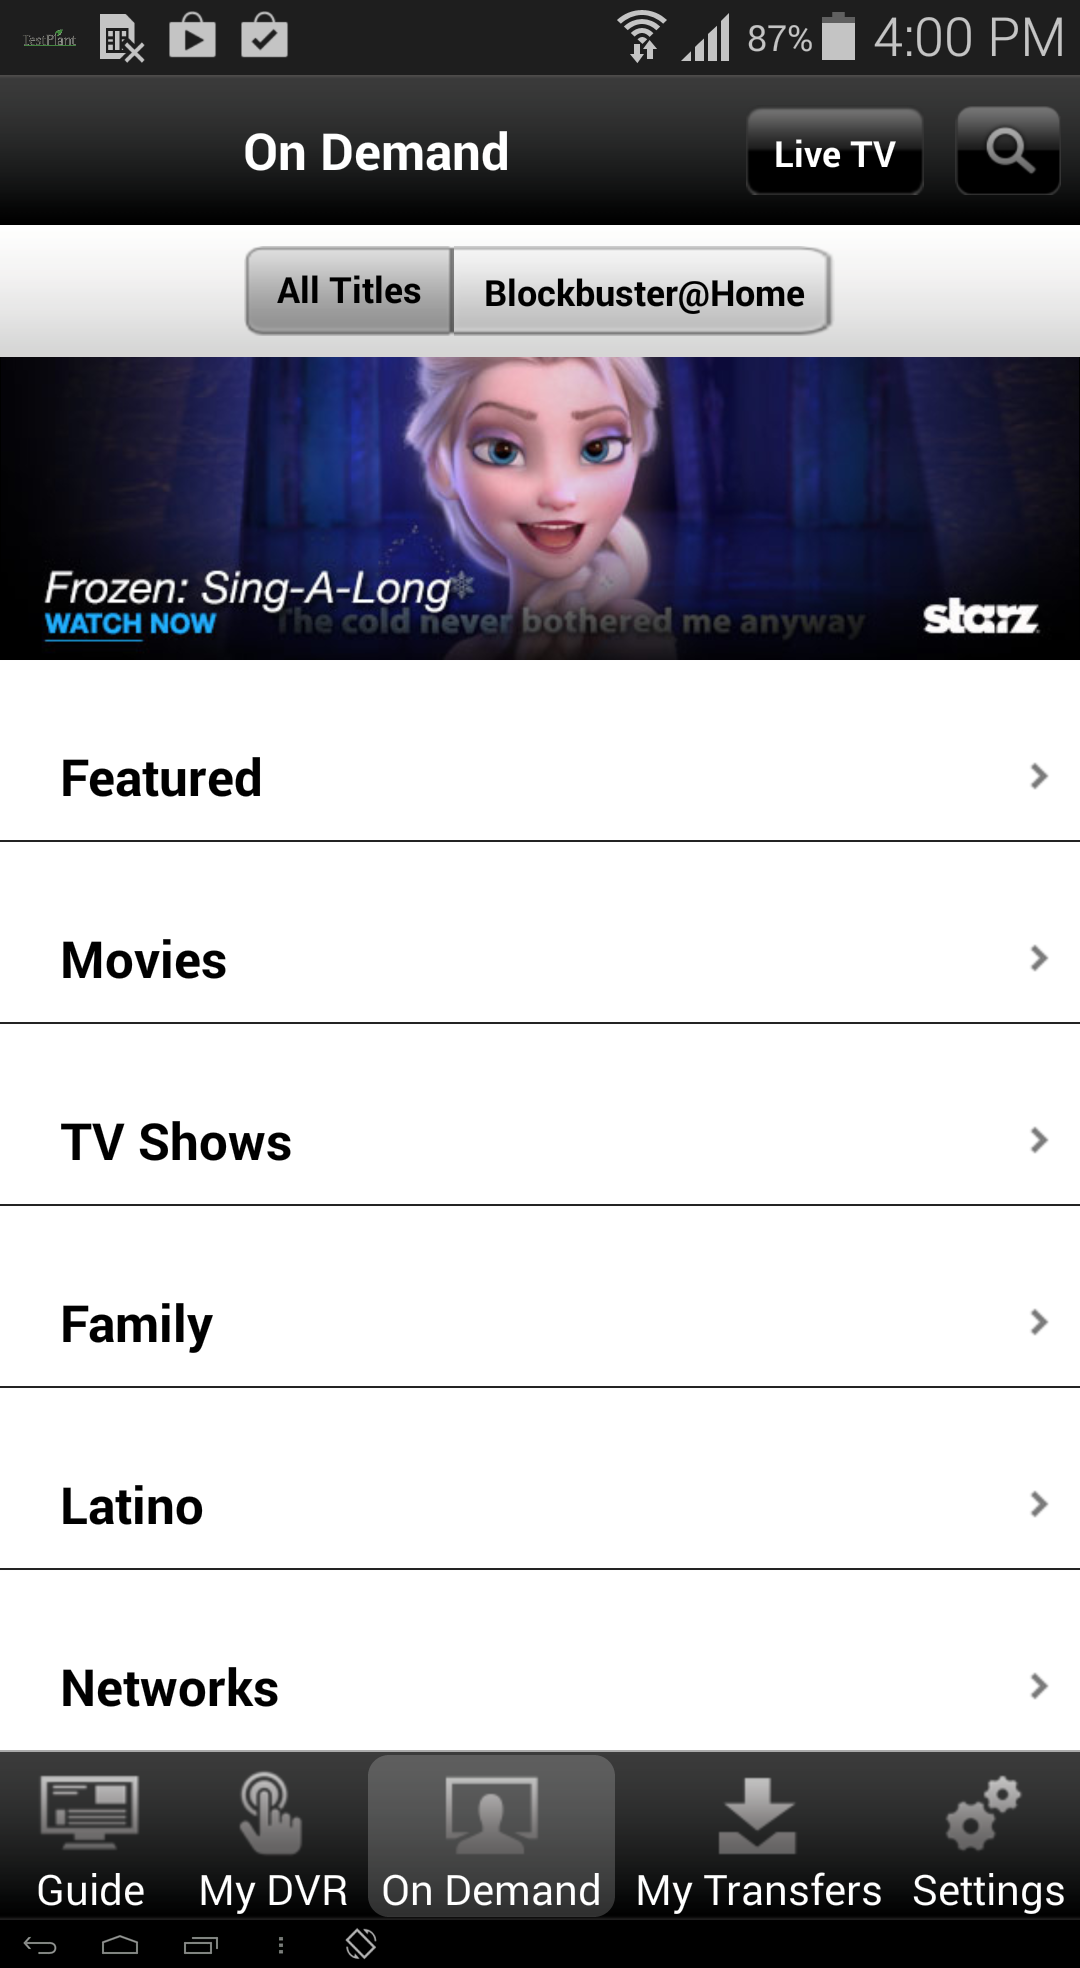 TestPlant
87%
4:00 PM
On Demand
Live TV
All Titles
Blockbuster@Home
Frozen: Sing-A-Long
WATCH NOW
The cold never bothered me anyway
starz
Featured
Movies
TV Shows
Family
Latino
Networks
Guide
My DVR
On Demand
My Transfers
Settings